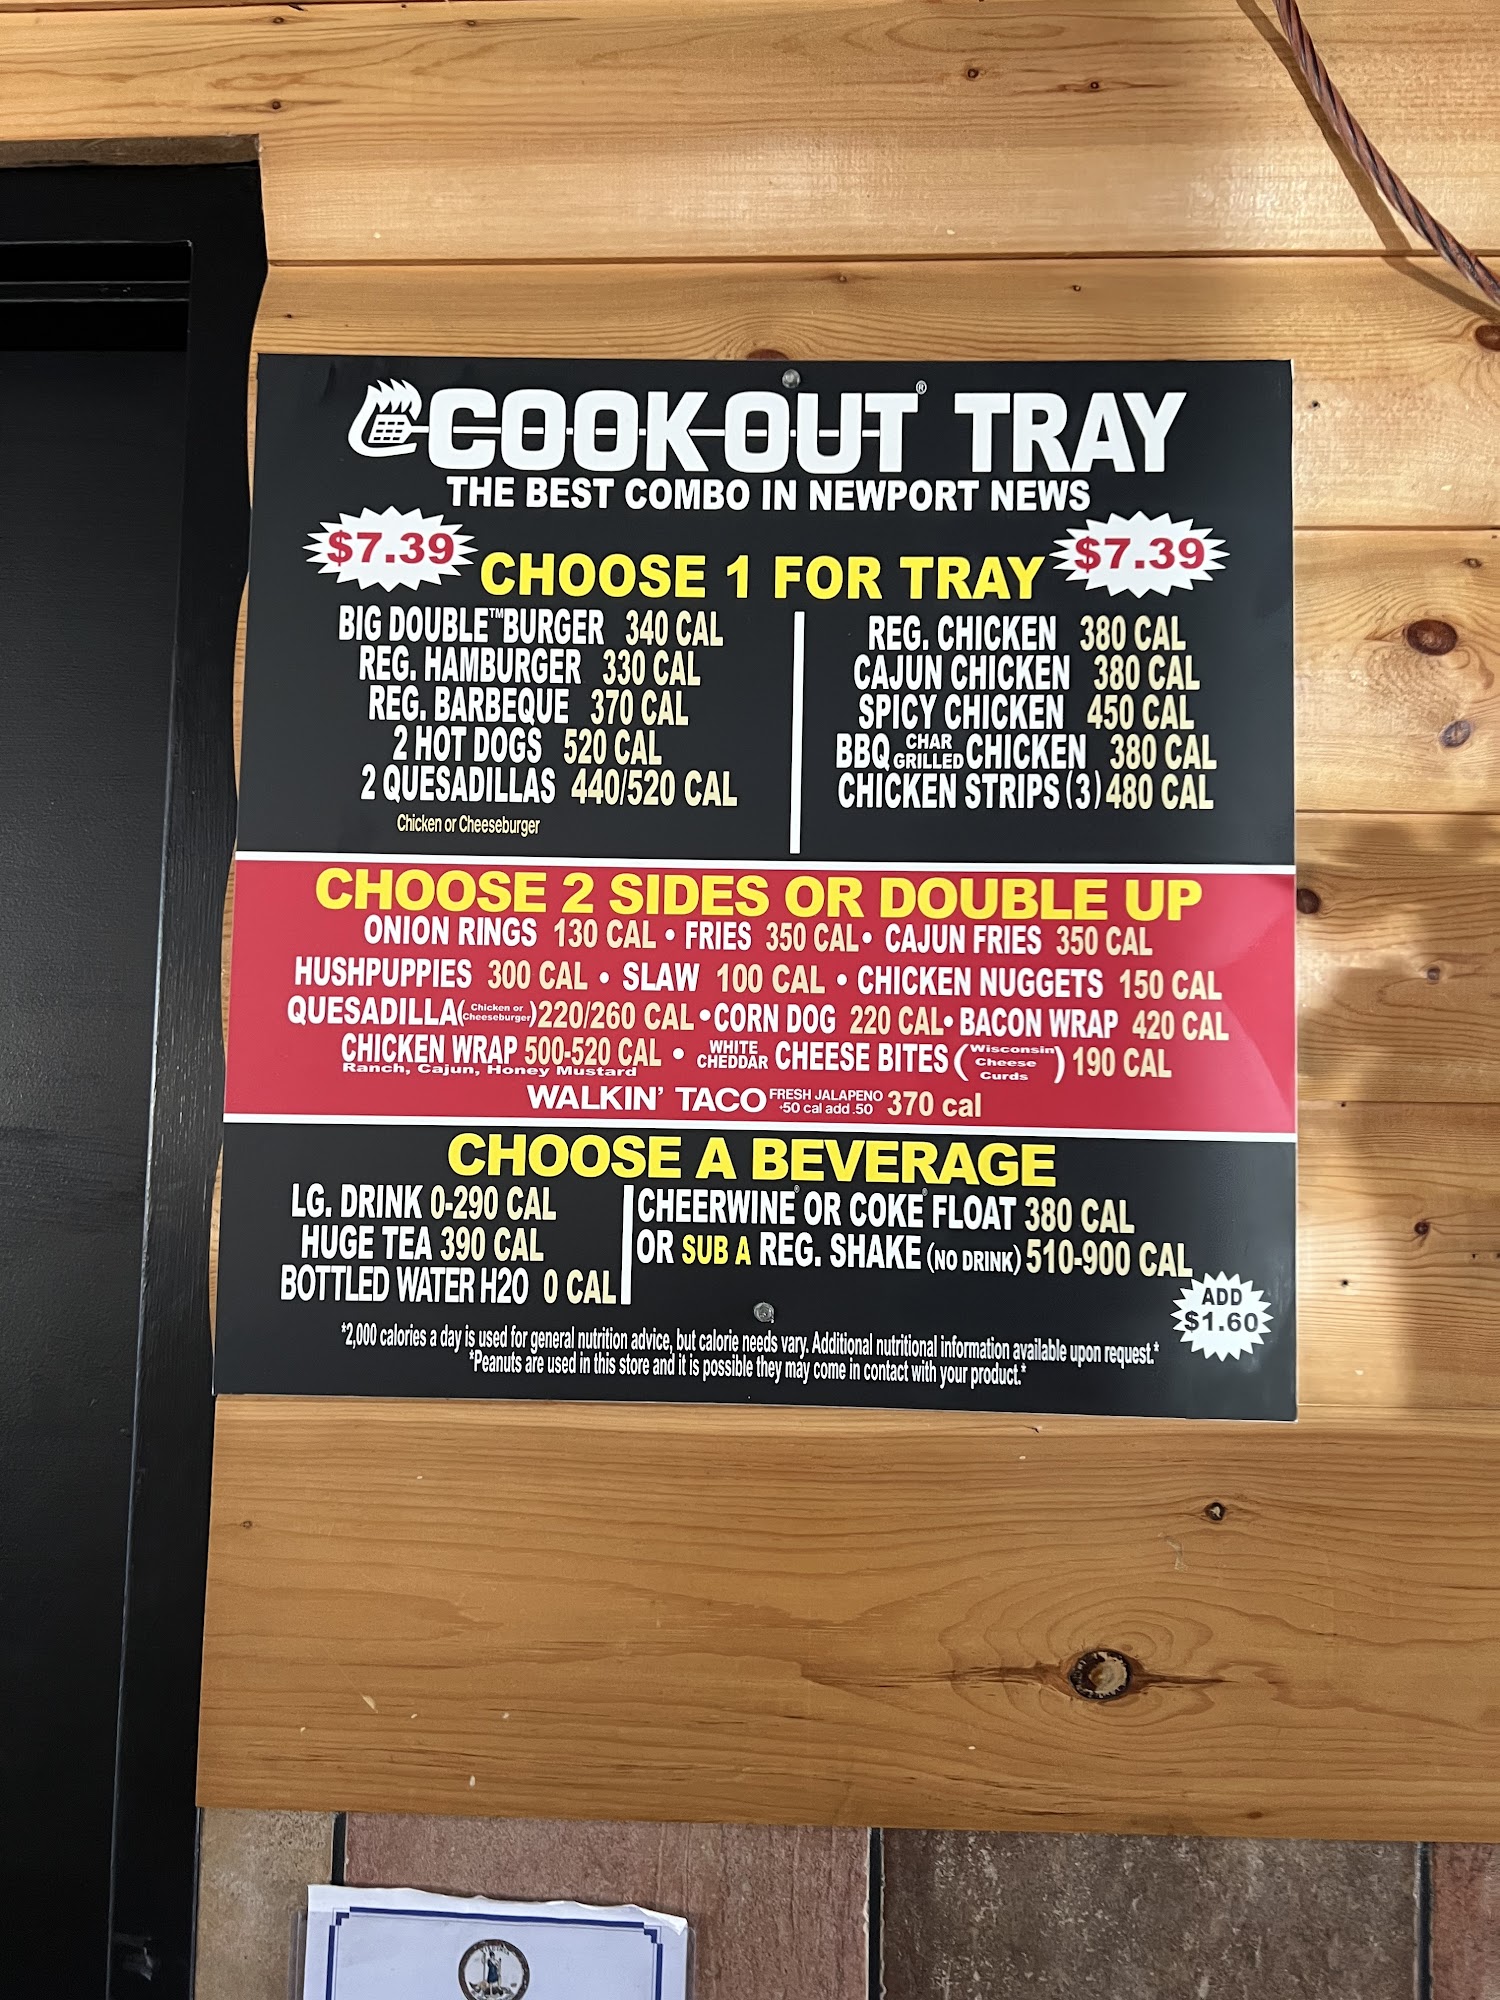 COOK-OUT® TRAY
THE BEST COMBO IN NEWPORT NEWS
$7.39
$7.39
CHOOSE 1 FOR TRAY
BIG DOUBLE™ BURGER 340 CAL
REG. HAMBURGER 330 CAL
REG. BARBEQUE 370 CAL
2 HOT DOGS 520 CAL
2 QUESADILLAS 440/520 CAL
Chicken or Cheeseburger
REG. CHICKEN 380 CAL
CAJUN CHICKEN 380 CAL
SPICY CHICKEN 450 CAL
BBQ CHAR GRILLED CHICKEN 380 CAL
CHICKEN STRIPS (3) 480 CAL
CHOOSE 2 SIDES OR DOUBLE UP
ONION RINGS 130 CAL • FRIES 350 CAL • CAJUN FRIES 350 CAL
HUSHPUPPIES 300 CAL • SLAW 100 CAL • CHICKEN NUGGETS 150 CAL
QUESADILLA (Chicken or Cheeseburger) 220/260 CAL • CORN DOG 220 CAL • BACON WRAP 420 CAL
CHICKEN WRAP 500-520 CAL • WHITE CHEDDAR CHEESE BITES (Wisconsin Cheese Curds) 190 CAL
Ranch, Cajun, Honey Mustard
WALKIN' TACO FRESH JALAPENO +50 cal add .50 370 cal
CHOOSE A BEVERAGE
LG. DRINK 0-290 CAL
HUGE TEA 390 CAL
BOTTLED WATER H2O 0 CAL
CHEERWINE® OR COKE® FLOAT 380 CAL
OR SUB A REG. SHAKE (NO DRINK) 510-900 CAL
ADD
$1.60
*2,000 calories a day is used for general nutrition advice, but calorie needs vary. Additional nutritional information available upon request.*
*Peanuts are used in this store and it is possible they may come in contact with your product.*